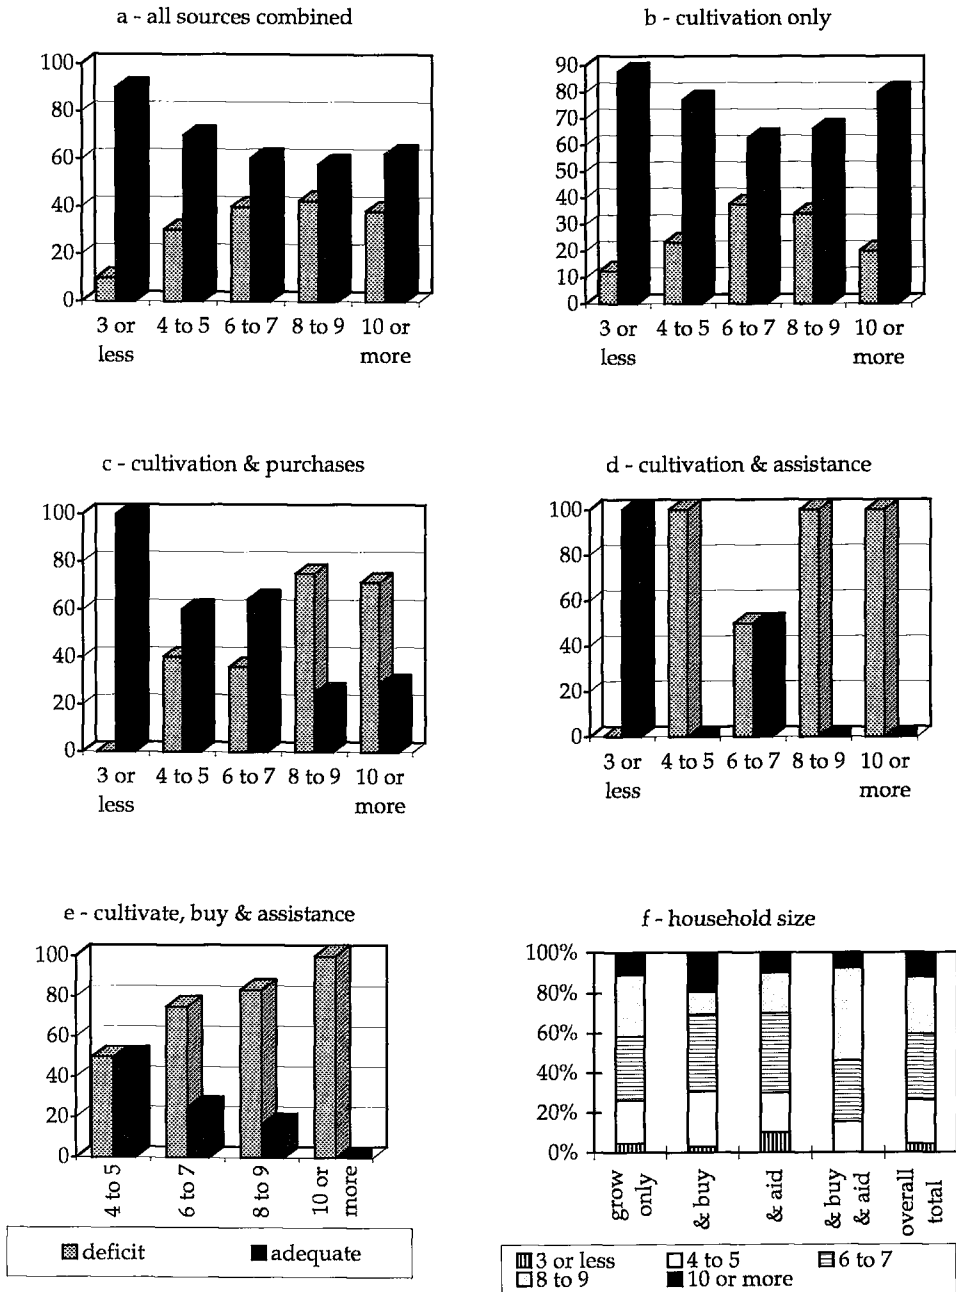 a - all sources combined
100
80
60
40
20
0
3 or less
4 to 5
6 to 7
8 to 9
10 or more
b - cultivation only
90
80
70
60
50
40
30
20
10
0
3 or less
4 to 5
6 to 7
8 to 9
10 or more
c - cultivation & purchases
100
80
60
40
20
0
3 or less
4 to 5
6 to 7
8 to 9
10 or more
d - cultivation & assistance
100
80
60
40
20
0
3 or less
4 to 5
6 to 7
8 to 9
10 or more
e - cultivate, buy & assistance
100
80
60
40
20
0
4 to 5
6 to 7
8 to 9
10 or more
deficit
adequate
f - household size
100%
80%
60%
40%
20%
0%
grow only
& buy
& aid
& buy & aid
overall total
3 or less
4 to 5
6 to 7
8 to 9
10 or more